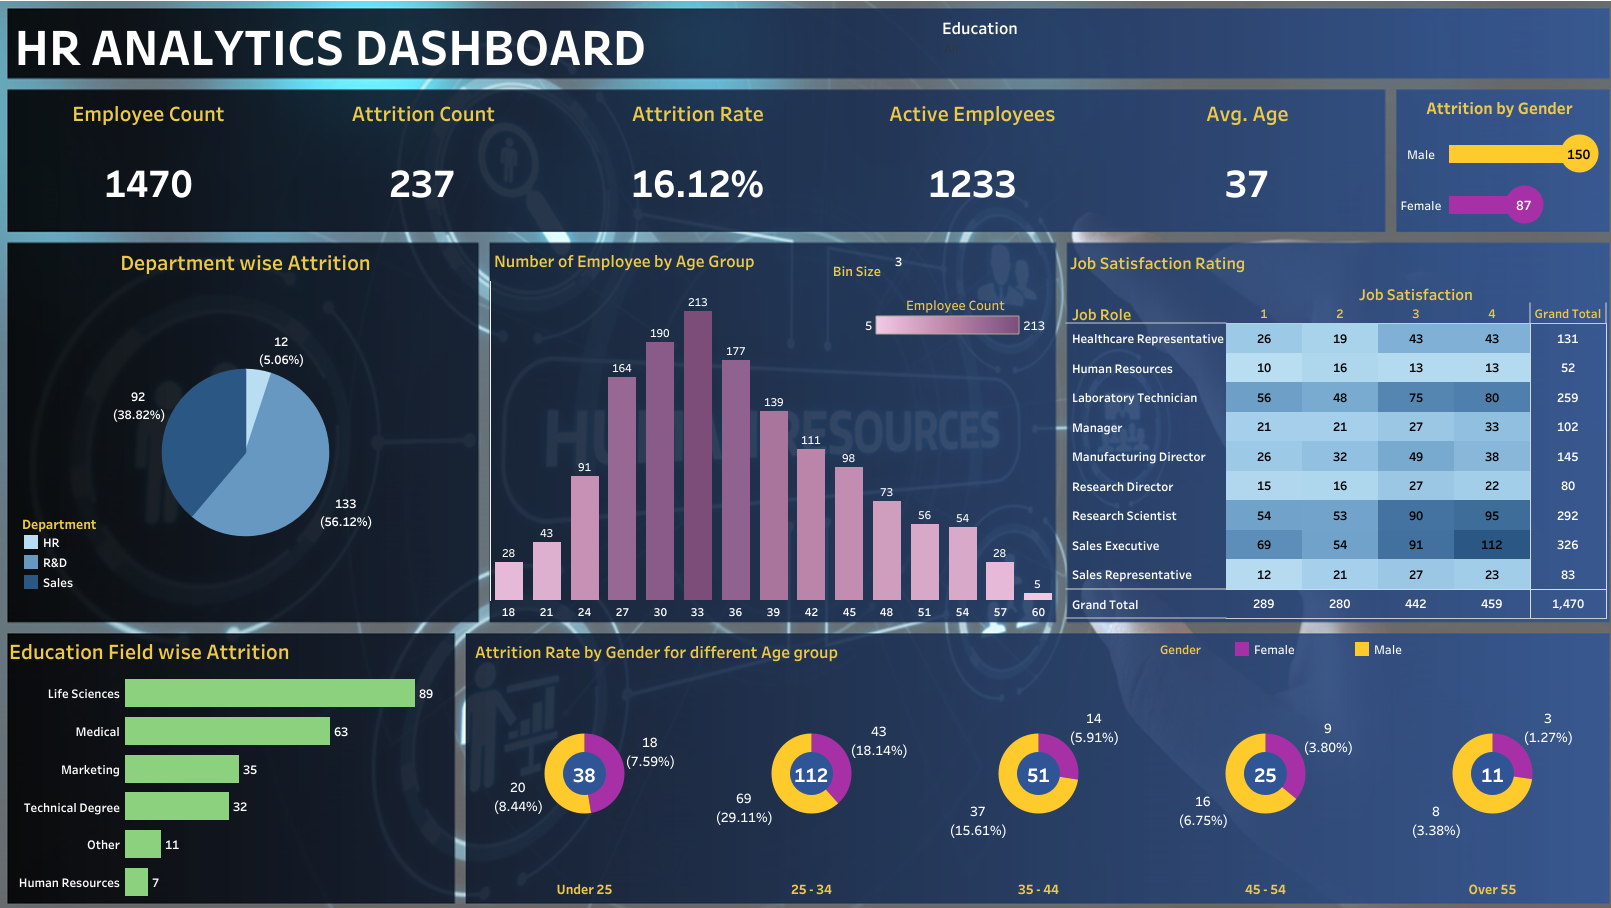 HR ANALYTICS DASHBOARD
Education
Employee Count
Attrition Count
Attrition Rate
Active Employees
Avg. Age
1470
237
16.12%
1233
37
Attrition by Gender
Male
150
Female
87
Department wise Attrition
12
(5.06%)
92
(38.82%)
133
(56.12%)
Department
HR
R&D
Sales
Number of Employee by Age Group
Bin Size
3
Employee Count
5
213
28
43
91
164
190
213
177
139
111
98
73
56
54
28
5
HUMAN RESOURCES
18 21 24 27 30 33 36 39 42 45 48 51 54 57 60
Job Satisfaction Rating
Job Satisfaction
Job Role 1 2 3 4 Grand Total
Healthcare Representative 26 19 43 43 131
Human Resources 10 16 13 13 52
Laboratory Technician 56 48 75 80 259
Manager 21 21 27 33 102
Manufacturing Director 26 32 49 38 145
Research Director 15 16 27 22 80
Research Scientist 54 53 90 95 292
Sales Executive 69 54 91 112 326
Sales Representative 12 21 27 23 83
Grand Total 289 280 442 459 1,470
Education Field wise Attrition
Life Sciences 89
Medical 63
Marketing 35
Technical Degree 32
Other 11
Human Resources 7
Attrition Rate by Gender for different Age group
Gender
Female
Male
18
(7.59%)
38
20
(8.44%)
Under 25
43
(18.14%)
112
69
(29.11%)
25 - 34
14
(5.91%)
51
37
(15.61%)
35 - 44
9
(3.80%)
25
16
(6.75%)
45 - 54
3
(1.27%)
11
8
(3.38%)
Over 55